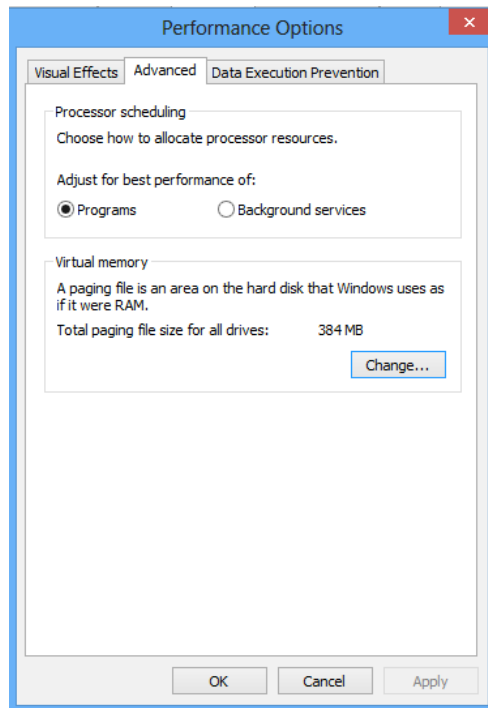 Performance Options
Visual Effects Advanced Data Execution Prevention
Processor scheduling
Choose how to allocate processor resources.
Adjust for best performance of:
Programs Background services
Virtual memory
A paging file is an area on the hard disk that Windows uses as
if it were RAM.
Total paging file size for all drives: 384 MB
Change...
OK Cancel Apply